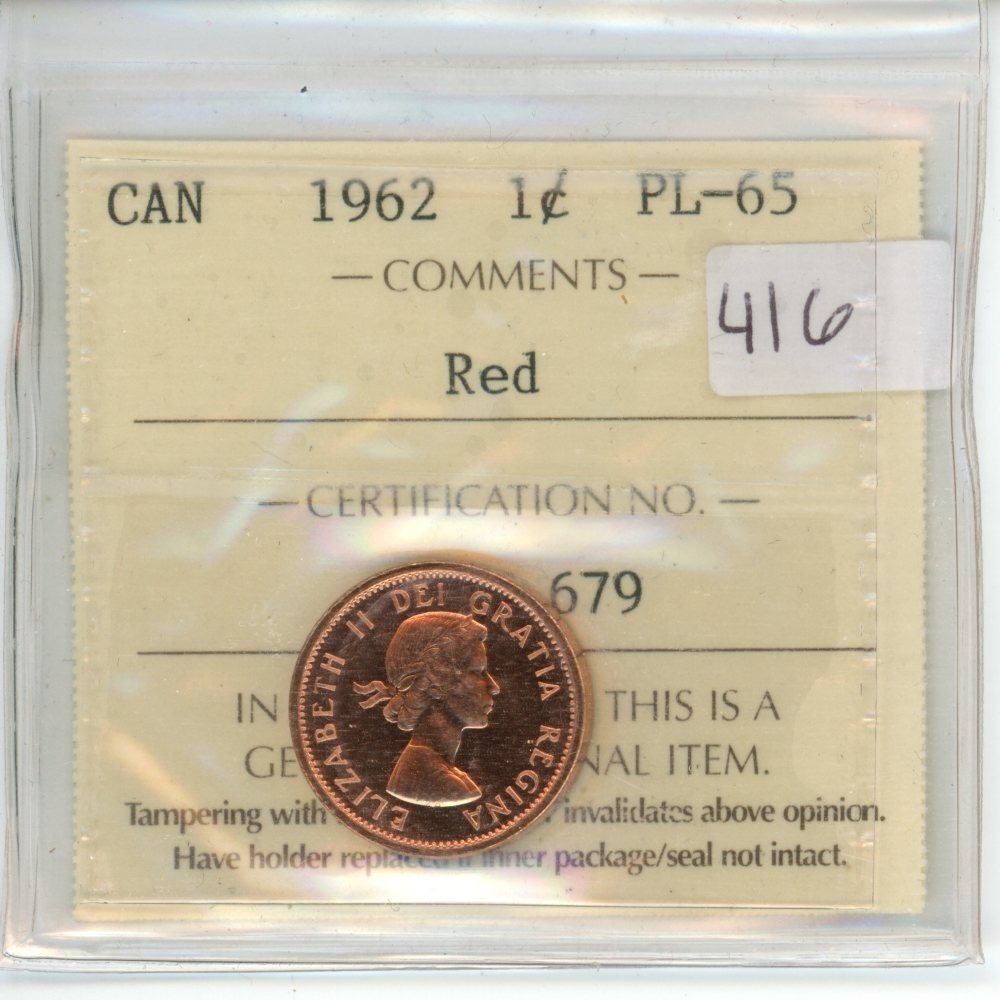 CAN 1962 1¢ PL-65
— COMMENTS —
416
Red
— CERTIFICATION NO. —
679
ELIZABETH II DEI GRATIA REGINA
IN THIS IS A
GE NAL ITEM.
Tampering with invalidates above opinion.
Have holder replaced if inner package/seal not intact.